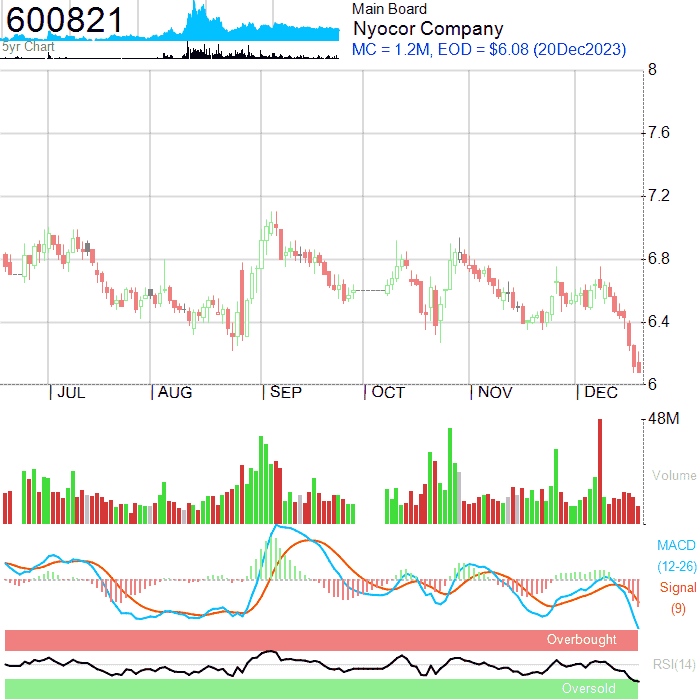 600821
5yr Chart
Main Board
Nyocor Company
MC = 1.2M, EOD = $6.08 (20Dec2023)
8
7.6
7.2
6.8
6.4
6
JUL AUG SEP OCT NOV DEC
48M
Volume
MACD
(12-26)
Signal
(9)
Overbought
RSI(14)
Oversold